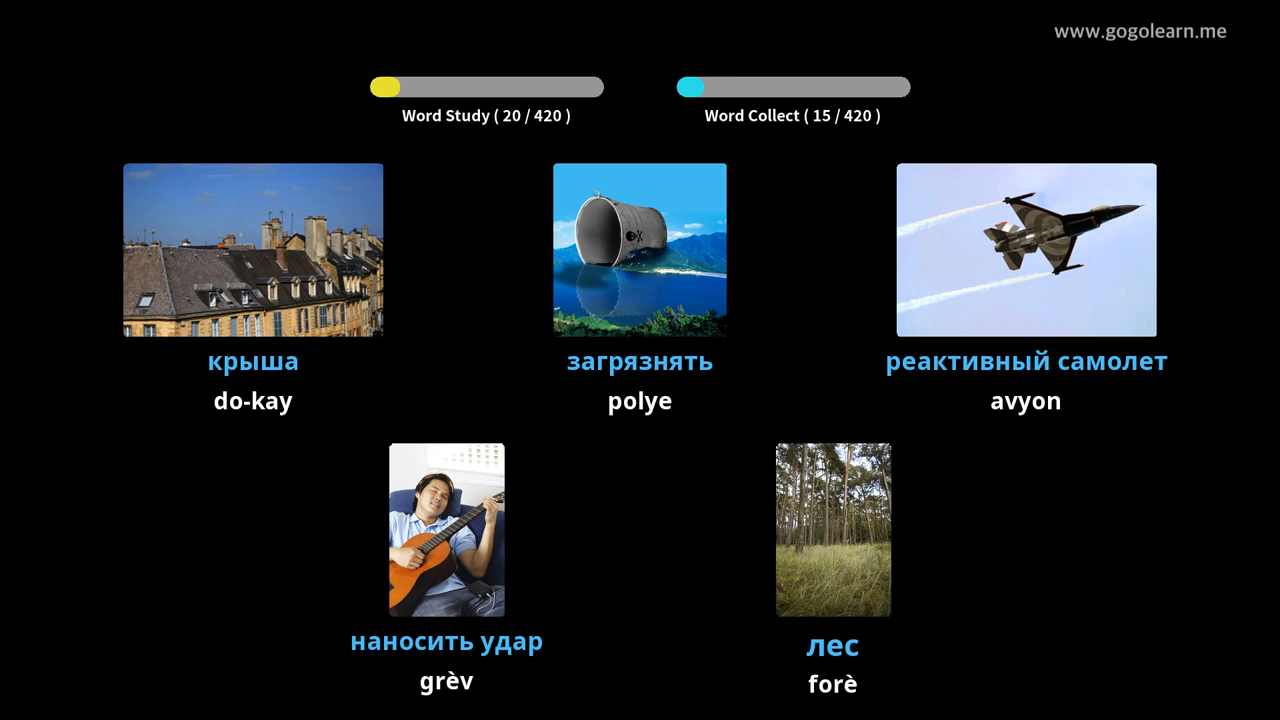 www.gogolearn.me
Word Study ( 20 / 420 )
Word Collect ( 15 / 420 )
крыша
do-kay
загрязнять
polye
реактивный самолет
avyon
наносить удар
grèv
лес
forè